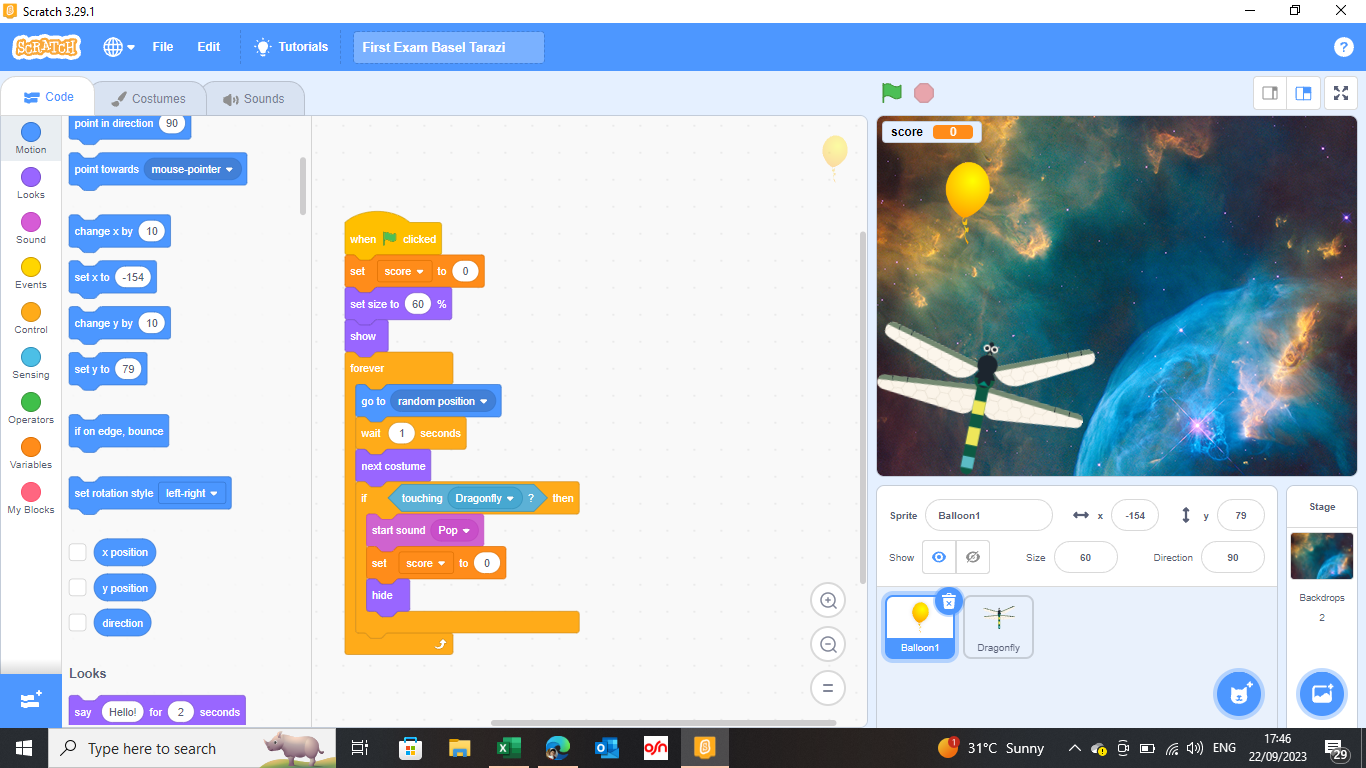 Scratch 3.29.1
SCRATCH File Edit Tutorials First Exam Basel Tarazi ?
Code Costumes Sounds
Motion
Looks
Sound
Events
Control
Sensing
Operators
Variables
My Blocks
point in direction 90
point towards mouse-pointer
change x by 10
set x to -154
change y by 10
set y to 79
if on edge, bounce
set rotation style left-right
x position
y position
direction
Looks
say Hello! for 2 seconds
when clicked
set score to 0
set size to 60 %
show
forever
go to random position
wait 1 seconds
next costume
if touching Dragonfly ? then
start sound Pop
set score to 0
hide
score 0
Sprite Balloon1 x -154 y 79
Show Size 60 Direction 90
Balloon1
Dragonfly
Stage
Backdrops
2
Type here to search
osn
1
31°C Sunny
ENG
17:46
22/09/2023
29